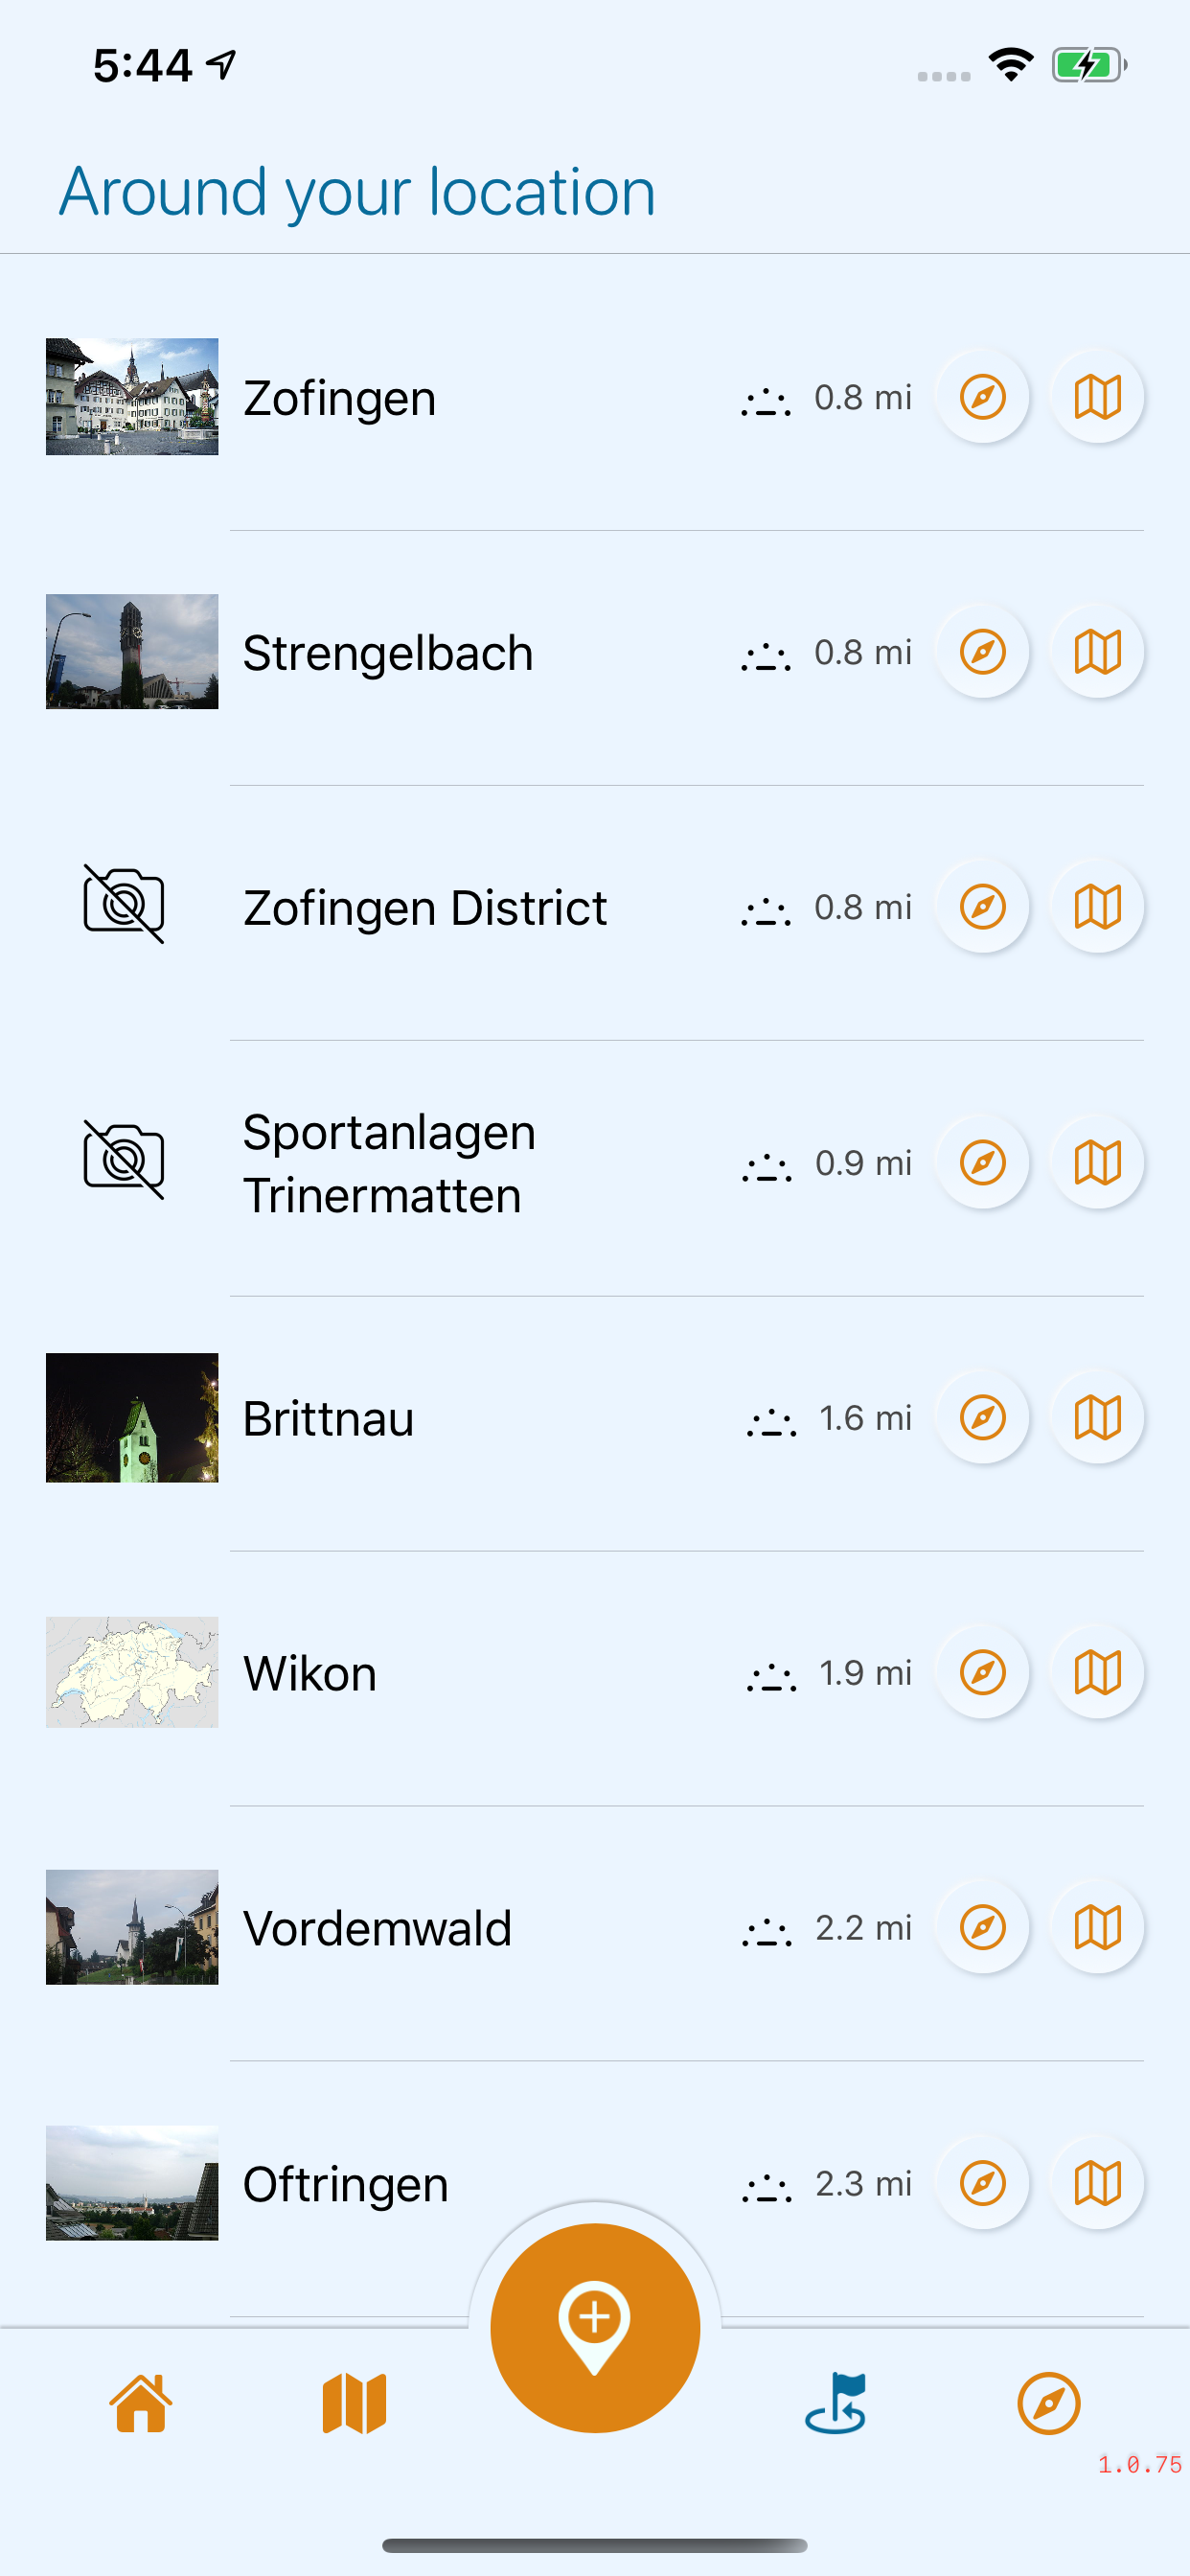 5:44
Around your location
Zofingen
0.8 mi
Strengelbach
0.8 mi
Zofingen District
0.8 mi
Sportanlagen
Trinermatten
0.9 mi
Brittnau
1.6 mi
Wikon
1.9 mi
Vordemwald
2.2 mi
Oftringen
2.3 mi
1.0.75